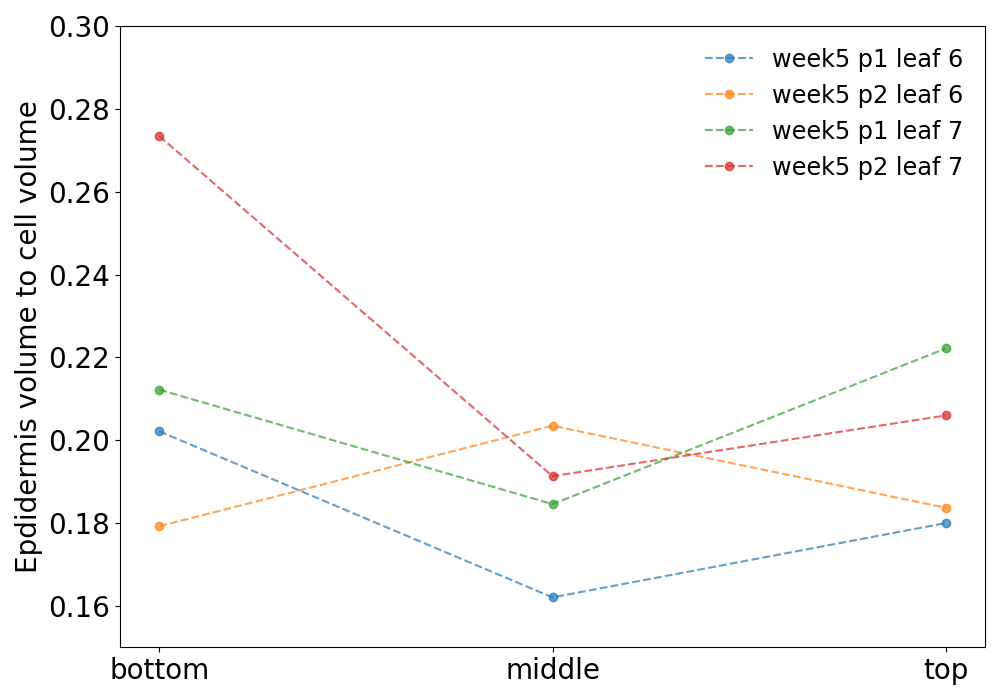 0.30
0.28
0.26
0.24
0.22
0.20
0.18
0.16
Epdidermis volume to cell volume
week5 p1 leaf 6
week5 p2 leaf 6
week5 p1 leaf 7
week5 p2 leaf 7
bottom
middle
top